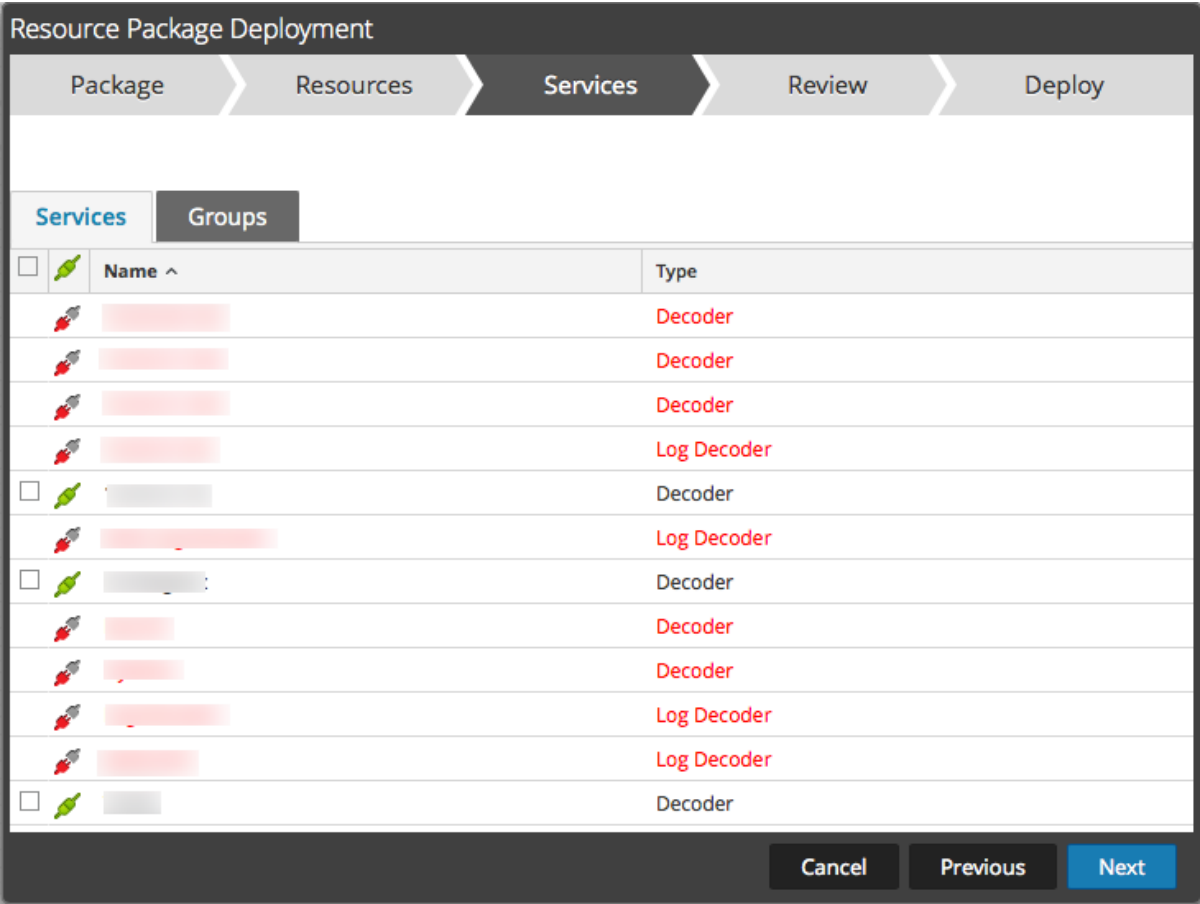 Resource Package Deployment
Package Resources Services Review Deploy
Services Groups
Name Type
Decoder
Decoder
Decoder
Log Decoder
Decoder
Log Decoder
Decoder
Decoder
Decoder
Log Decoder
Log Decoder
Decoder
Cancel Previous Next